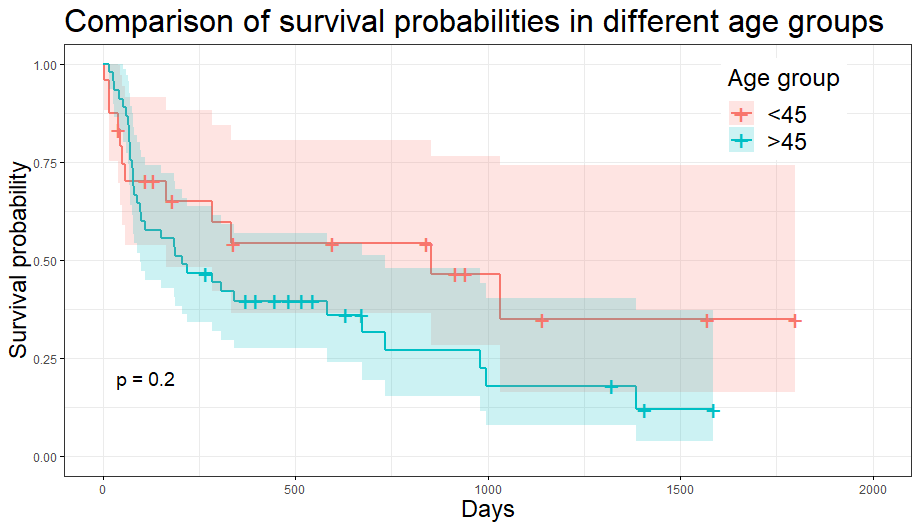 Comparison of survival probabilities in different age groups
Survival probability
1.00
0.75
0.50
0.25
0.00
Age group
<45
>45
p = 0.2
0
500
1000
1500
2000
Days